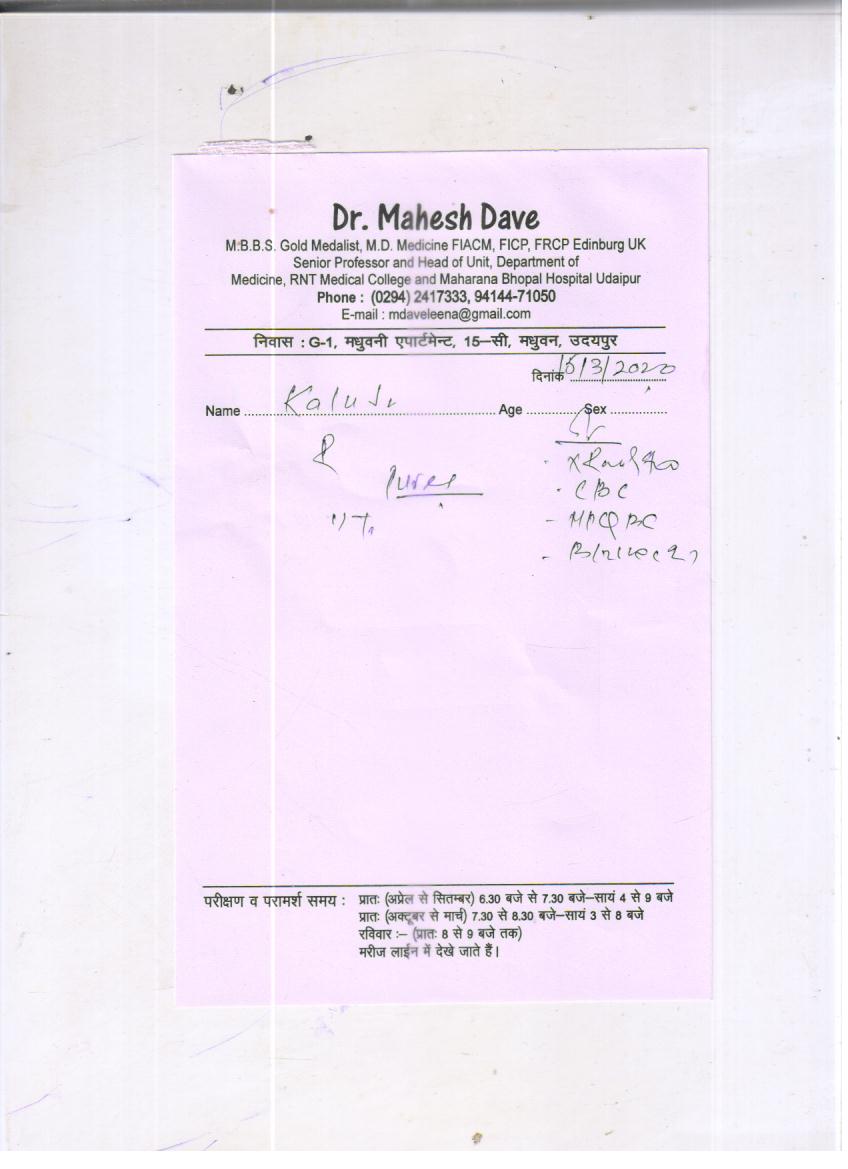 Dr. Mahesh Dave
M.B.B.S. Gold Medalist, M.D. Medicine FIACM, FICP, FRCP Edinburg UK
Senior Professor and Head of Unit, Department of
Medicine, RNT Medical College and Maharana Bhopal Hospital Udaipur
Phone : (0294) 2417333, 94144-71050
E-mail : mdaveleena@gmail.com
निवास : G-1, मधुवनी एपार्टमेन्ट, 15–सी, मधुवन, उदयपुर
दिनांक 15/3/2020
Name Kalu Age Sex
- CBC
परीक्षण व परामर्श समय : प्रातः (अप्रेल से सितम्बर) 6.30 बजे से 7.30 बजे–सायं 4 से 9 बजे
प्रातः (अक्टूबर से मार्च) 7.30 से 8.30 बजे–सायं 3 से 8 बजे
रविवार :– (प्रातः 8 से 9 बजे तक)
मरीज लाईन में देखे जाते हैं।